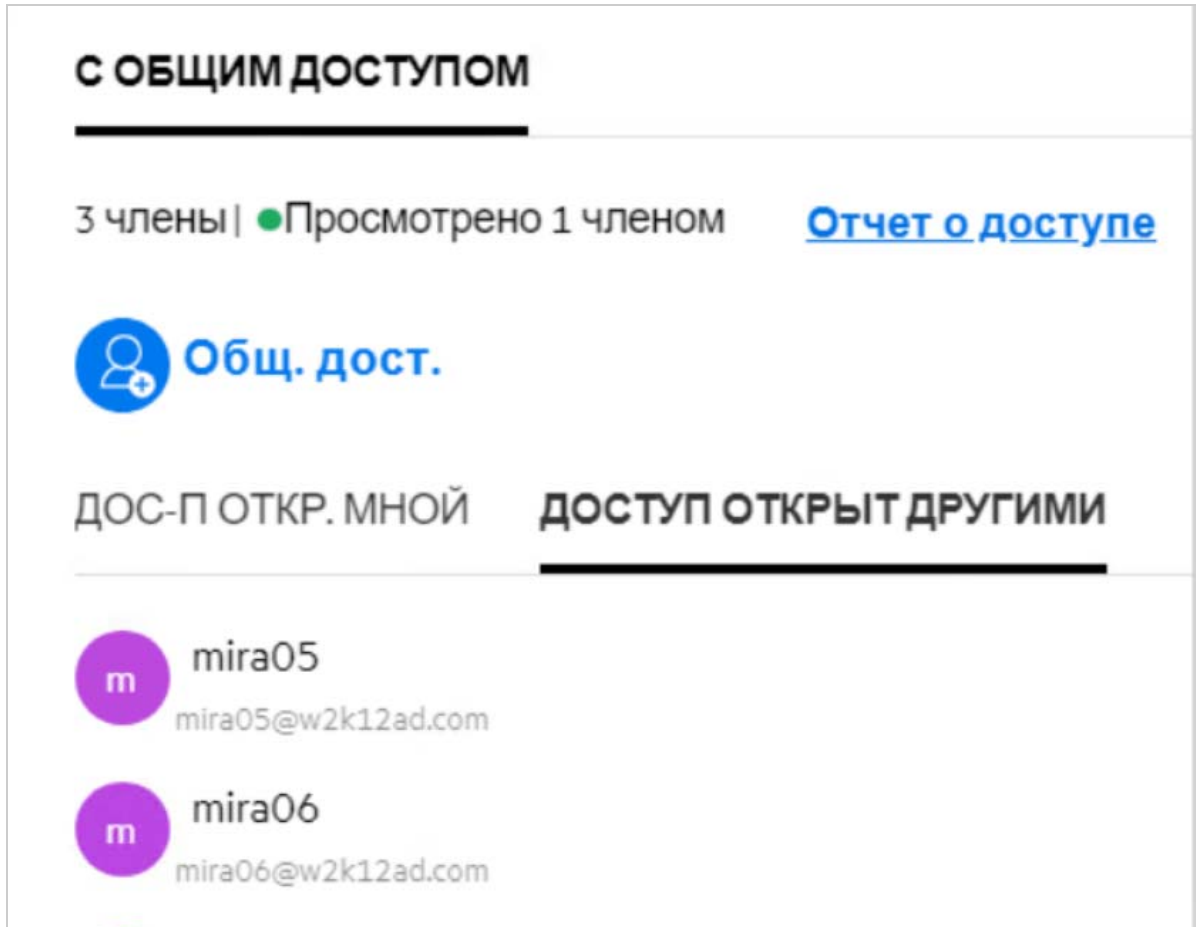 С ОБЩИМ ДОСТУПОМ
3 члены| Просмотрено 1 членом Отчет о доступе
Общ. дост.
ДОС-П ОТКР. МНОЙ ДОСТУП ОТКРЫТ ДРУГИМИ
m mira05
mira05@w2k12ad.com
m mira06
mira06@w2k12ad.com